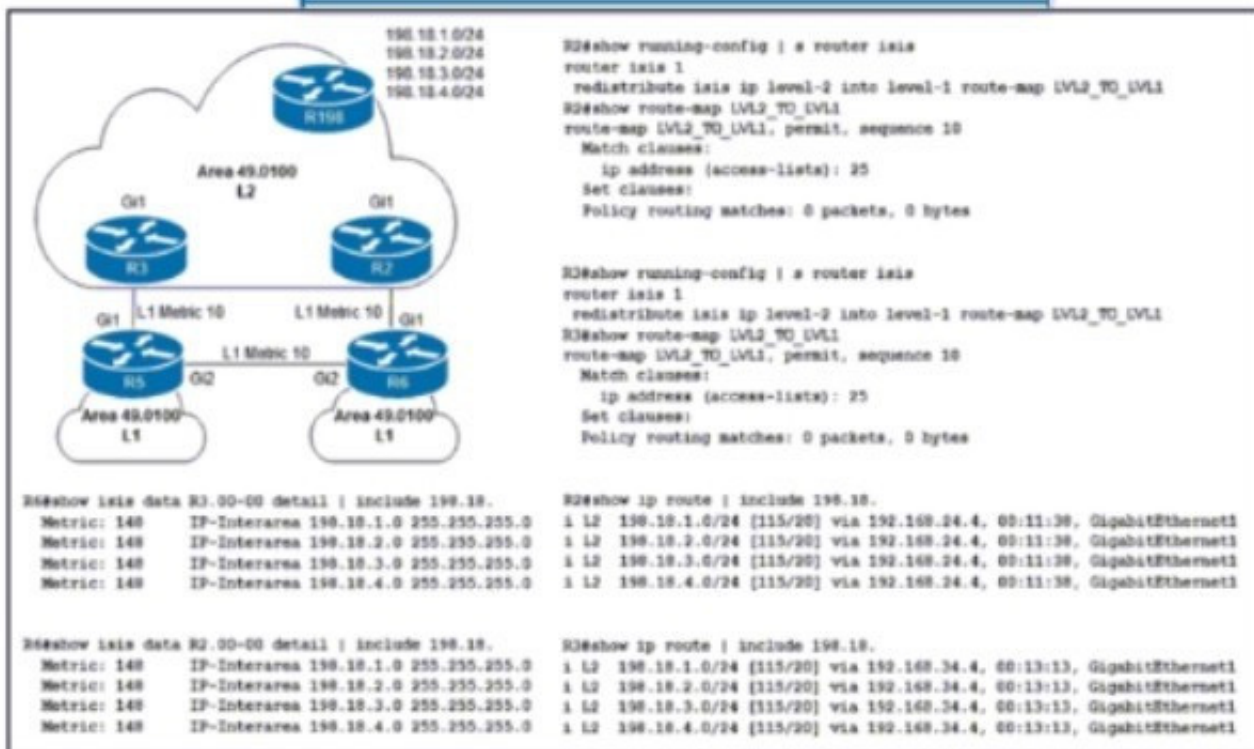 198.18.1.0/24
198.18.2.0/24
198.18.3.0/24
198.18.4.0/24
R198
Area 49.0100
L2
Gi1
Gi1
R3
R2
L1 Metric 10
L1 Metric 10
Gi1
Gi1
L1 Metric 10
R5
Gi2
Gi2
R6
Area 49.0100
L1
Area 49.0100
L1
R2#show running-config | s router isis
router isis 1
redistribute isis ip level-2 into level-1 route-map LVL2_TO_LVL1
R2#show route-map LVL2_TO_LVL1
route-map LVL2_TO_LVL1, permit, sequence 10
Match clauses:
ip address (access-lists): 25
Set clauses:
Policy routing matches: 0 packets, 0 bytes
R3#show running-config | s router isis
router isis 1
redistribute isis ip level-2 into level-1 route-map LVL2_TO_LVL1
R3#show route-map LVL2_TO_LVL1
route-map LVL2_TO_LVL1, permit, sequence 10
Match clauses:
ip address (access-lists): 25
Set clauses:
Policy routing matches: 0 packets, 0 bytes
R6#show isis data R3.00-00 detail | include 198.18.
Metric: 148 IP-Interarea 198.18.1.0 255.255.255.0
Metric: 148 IP-Interarea 198.18.2.0 255.255.255.0
Metric: 148 IP-Interarea 198.18.3.0 255.255.255.0
Metric: 148 IP-Interarea 198.18.4.0 255.255.255.0
R2#show ip route | include 198.18.
i L2 198.18.1.0/24 [115/20] via 192.168.24.4, 00:11:38, GigabitEthernet1
i L2 198.18.2.0/24 [115/20] via 192.168.24.4, 00:11:38, GigabitEthernet1
i L2 198.18.3.0/24 [115/20] via 192.168.24.4, 00:11:38, GigabitEthernet1
i L2 198.18.4.0/24 [115/20] via 192.168.24.4, 00:11:38, GigabitEthernet1
R6#show isis data R2.00-00 detail | include 198.18.
Metric: 148 IP-Interarea 198.18.1.0 255.255.255.0
Metric: 148 IP-Interarea 198.18.2.0 255.255.255.0
Metric: 148 IP-Interarea 198.18.3.0 255.255.255.0
Metric: 148 IP-Interarea 198.18.4.0 255.255.255.0
R3#show ip route | include 198.18.
i L2 198.18.1.0/24 [115/20] via 192.168.34.4, 00:13:13, GigabitEthernet1
i L2 198.18.2.0/24 [115/20] via 192.168.34.4, 00:13:13, GigabitEthernet1
i L2 198.18.3.0/24 [115/20] via 192.168.34.4, 00:13:13, GigabitEthernet1
i L2 198.18.4.0/24 [115/20] via 192.168.34.4, 00:13:13, GigabitEthernet1